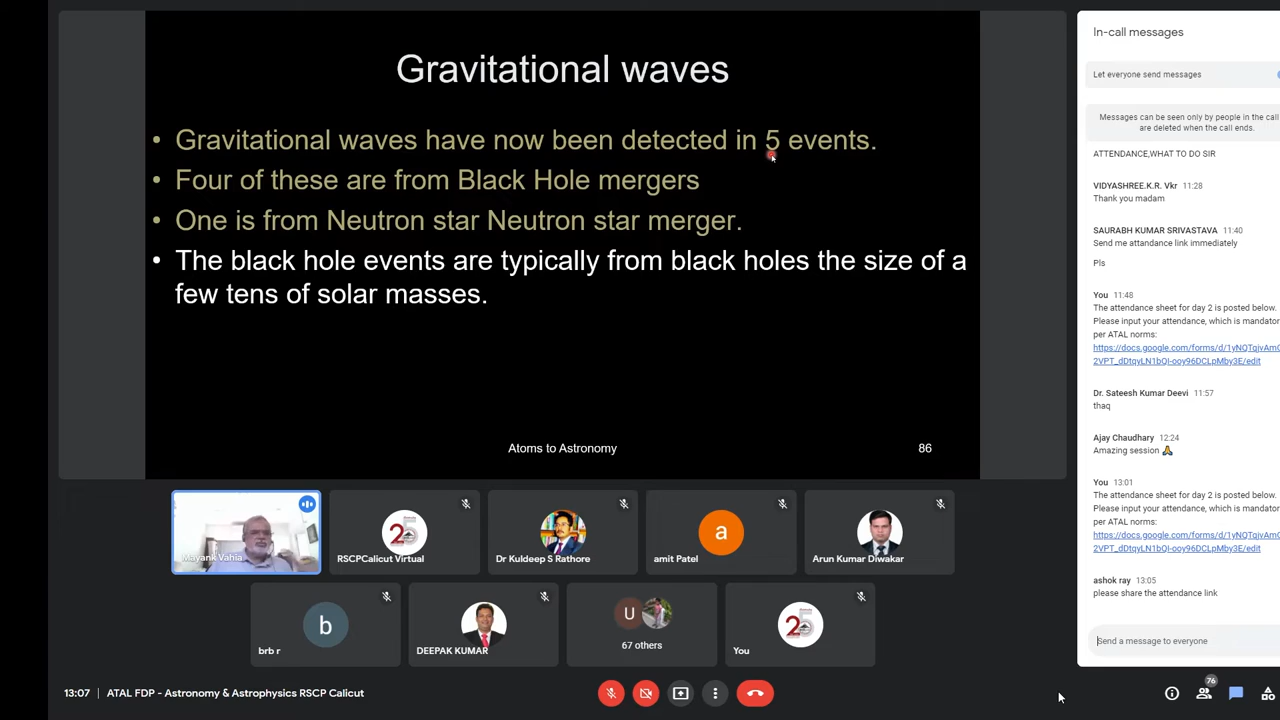 Gravitational waves
• Gravitational waves have now been detected in 5 events.
• Four of these are from Black Hole mergers
• One is from Neutron star Neutron star merger.
• The black hole events are typically from black holes the size of a
few tens of solar masses.
Atoms to Astronomy
86
In-call messages
Let everyone send messages
Messages can be seen only by people in the call
are deleted when the call ends.
ATTENDANCE,WHAT TO DO SIR
VIDYASHREE.K.R. Vkr 11:28
Thank you madam
SAURABH KUMAR SRIVASTAVA 11:40
Send me attandance link immediately
Pls
You 11:48
The attendance sheet for day 2 is posted below.
Please input your attendance, which is mandator
per ATAL norms:
https://docs.google.com/forms/d/1yNQTqjvAmC
2VPT_dDtqyLN1bQI-ooy96DCLpMby3E/edit
Dr. Sateesh Kumar Deevi 11:57
thaq
Ajay Chaudhary 12:24
Amazing session 🙏
You 13:01
The attendance sheet for day 2 is posted below.
Please input your attendance, which is mandator
per ATAL norms:
https://docs.google.com/forms/d/1yNQTqjvAmC
2VPT_dDtqyLN1bQI-ooy96DCLpMby3E/edit
ashok ray 13:05
please share the attendance link
Send a message to everyone
Mayank Vahia
RSCPCalicut Virtual
25
Dr Kuldeep S Rathore
a
amit Patel
Arun Kumar Diwakar
b
brb r
DEEPAK KUMAR
U
67 others
25
You
13:07 | ATAL FDP - Astronomy & Astrophysics RSCP Calicut
76